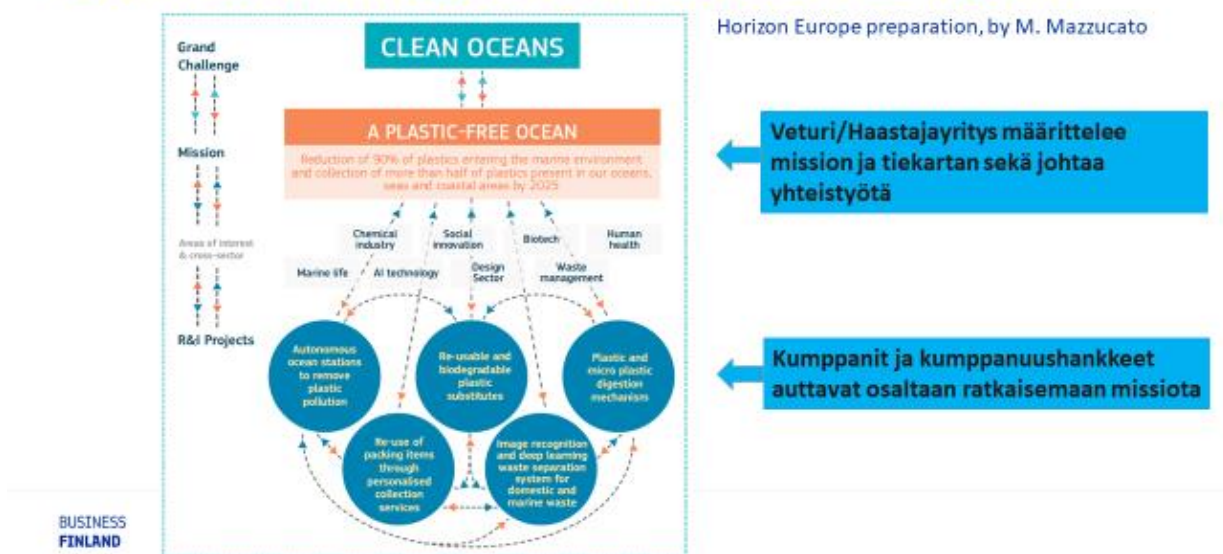 Horizon Europe preparation, by M. Mazzucato
Grand
Challenge
Mission
Areas of interest
& cross-sector
R&I Projects
CLEAN OCEANS
A PLASTIC-FREE OCEAN
Reduction of 90% of plastics entering the marine environment
and collection of more than half of plastics present in our oceans,
seas and coastal areas by 2025
Chemical
industry
Social
innovation
Biotech
Human
health
Marine life
AI technology
Design
Sector
Waste
management
Autonomous
ocean stations
to remove
plastic
pollution
Re-usable and
biodegradable
plastic
substitutes
Plastic and
micro plastic
digestion
mechanism
Re-use of
packing items
through
personalised
collection
services
Image recognition
and deep learning
waste separation
system for
domestic and
marine waste
Veturi/Haastajayritys määrittelee
mission ja tiekartan sekä johtaa
yhteistyötä
Kumppanit ja kumppanuushankkeet
auttavat osaltaan ratkaisemaan missiota
BUSINESS
FINLAND